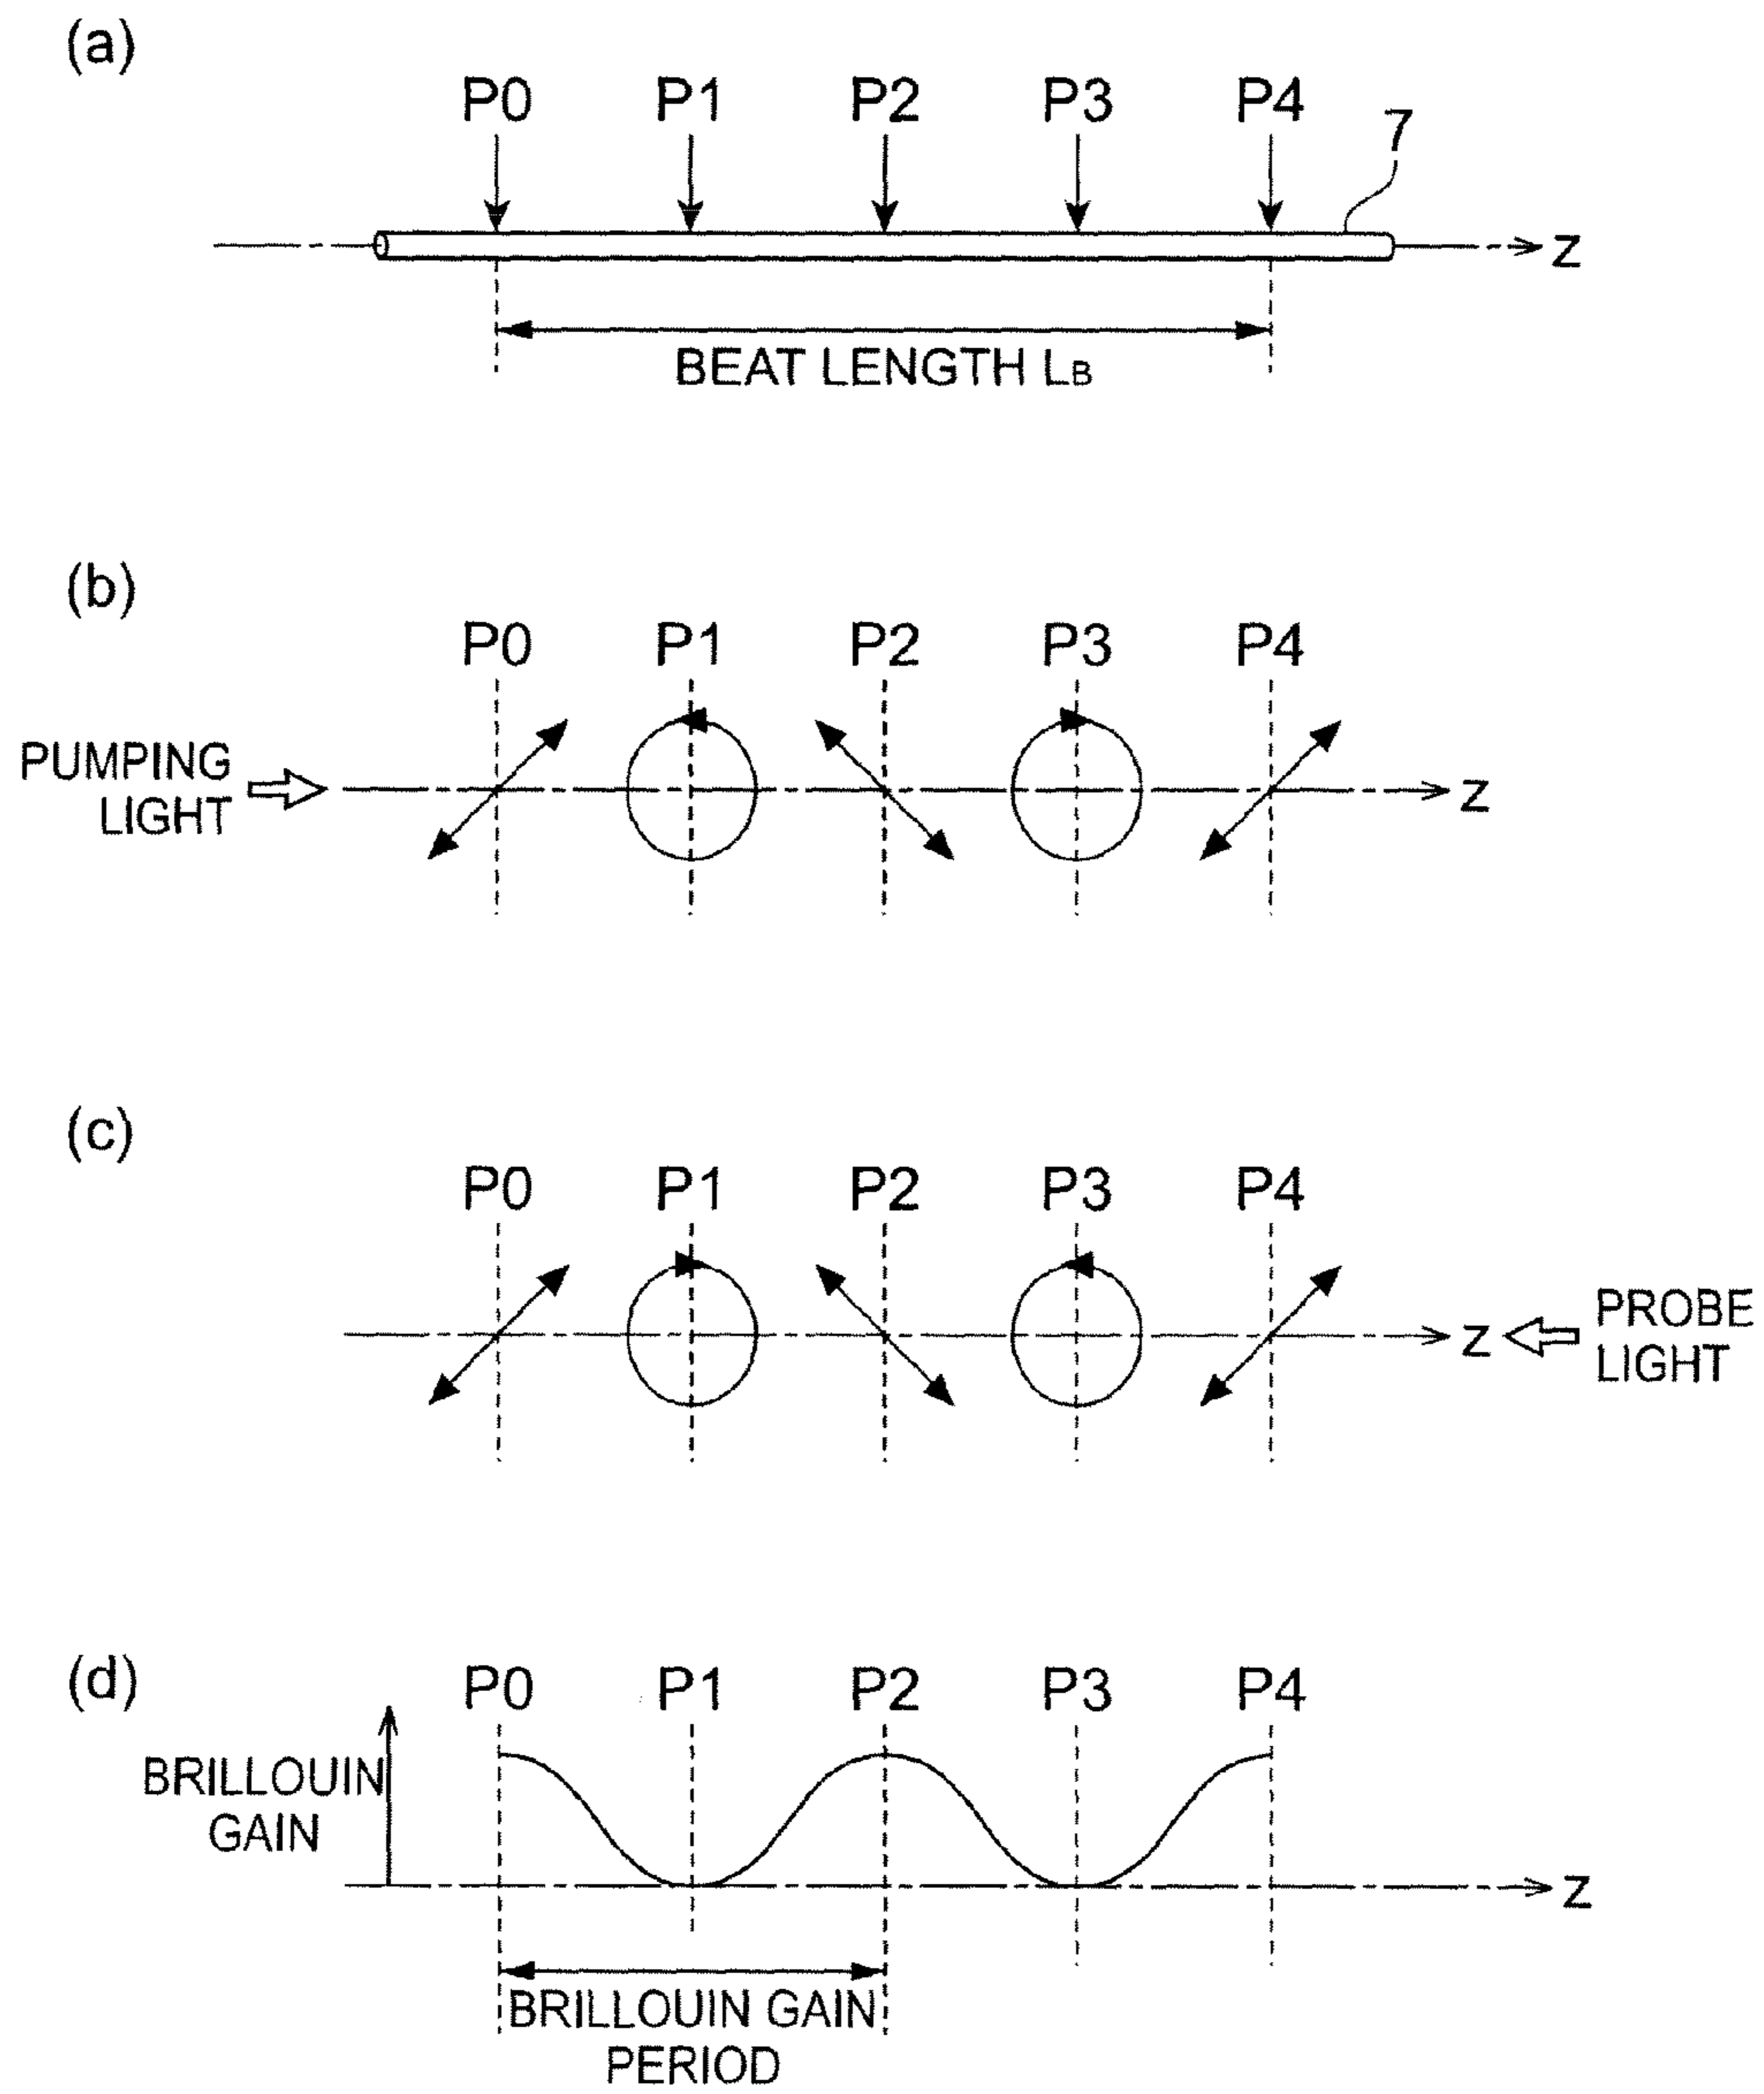 (a)
P0 P1 P2 P3 P4
7
z
BEAT LENGTH LB
(b)
P0 P1 P2 P3 P4
PUMPING
LIGHT
z
(c)
P0 P1 P2 P3 P4
z
PROBE
LIGHT
(d)
P0 P1 P2 P3 P4
BRILLOUIN
GAIN
z
BRILLOUIN GAIN
PERIOD